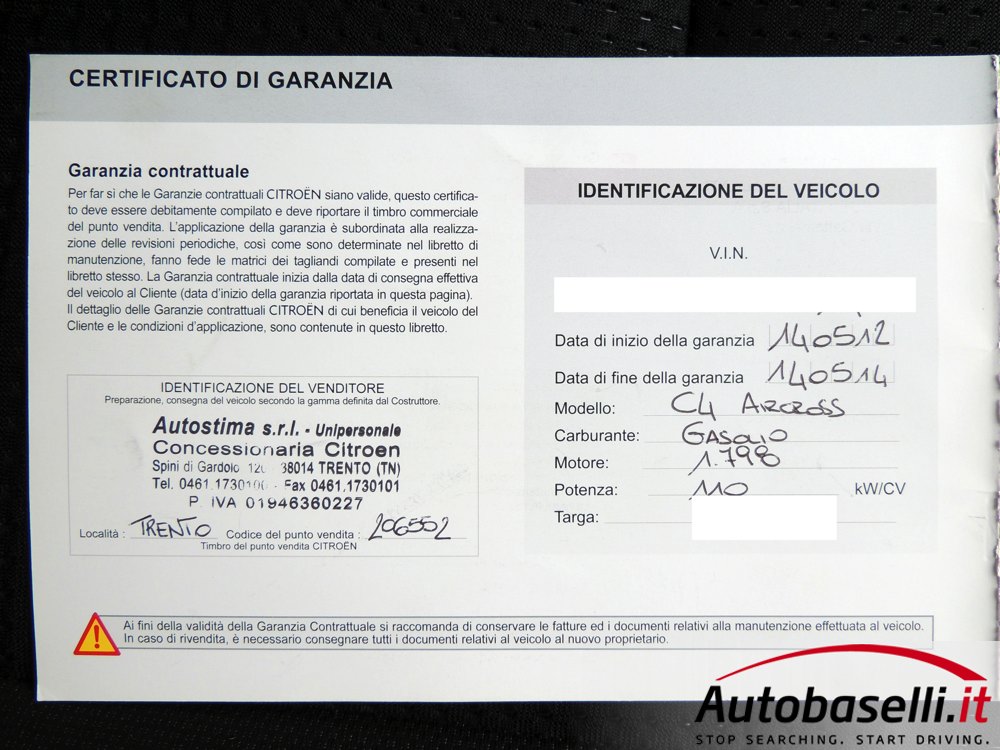 CERTIFICATO DI GARANZIA
Garanzia contrattuale
Per far sì che le Garanzie contrattuali CITROËN siano valide, questo certifica-
to deve essere debitamente compilato e deve riportare il timbro commerciale
del punto vendita. L'applicazione della garanzia è subordinata alla realizza-
zione delle revisioni periodiche, così come sono determinate nel libretto di
manutenzione, fanno fede le matrici dei tagliandi compilate e presenti nel
libretto stesso. La Garanzia contrattuale inizia dalla data di consegna effettiva
del veicolo al Cliente (data d'inizio della garanzia riportata in questa pagina).
Il dettaglio delle Garanzie contrattuali CITROËN di cui beneficia il veicolo del
Cliente e le condizioni d'applicazione, sono contenute in questo libretto.
IDENTIFICAZIONE DEL VENDITORE
Preparazione, consegna del veicolo secondo la gamma definita dal Costruttore.
Autostima s.r.l. - Unipersonale
Concessionaria Citroen
Spini di Gardolo 38014 TRENTO (TN)
Tel. 0461.1730100 - Fax 0461.1730101
P. IVA 01946360227
Località : TRENTO Codice del punto vendita : 206552
Timbro del punto vendita CITROËN
IDENTIFICAZIONE DEL VEICOLO
V.I.N.
Data di inizio della garanzia 140512
Data di fine della garanzia 140514
Modello: C4 AIRCROSS
Carburante: GASOLIO
Motore: 1.798
Potenza: 110 kW/CV
Targa:
Ai fini della validità della Garanzia Contrattuale si raccomanda di conservare le fatture ed i documenti relativi alla manutenzione effettuata al veicolo.
In caso di rivendita, è necessario consegnare tutti i documenti relativi al veicolo al nuovo proprietario.
Autobaselli.it
STOP SEARCHING. START DRIVING.